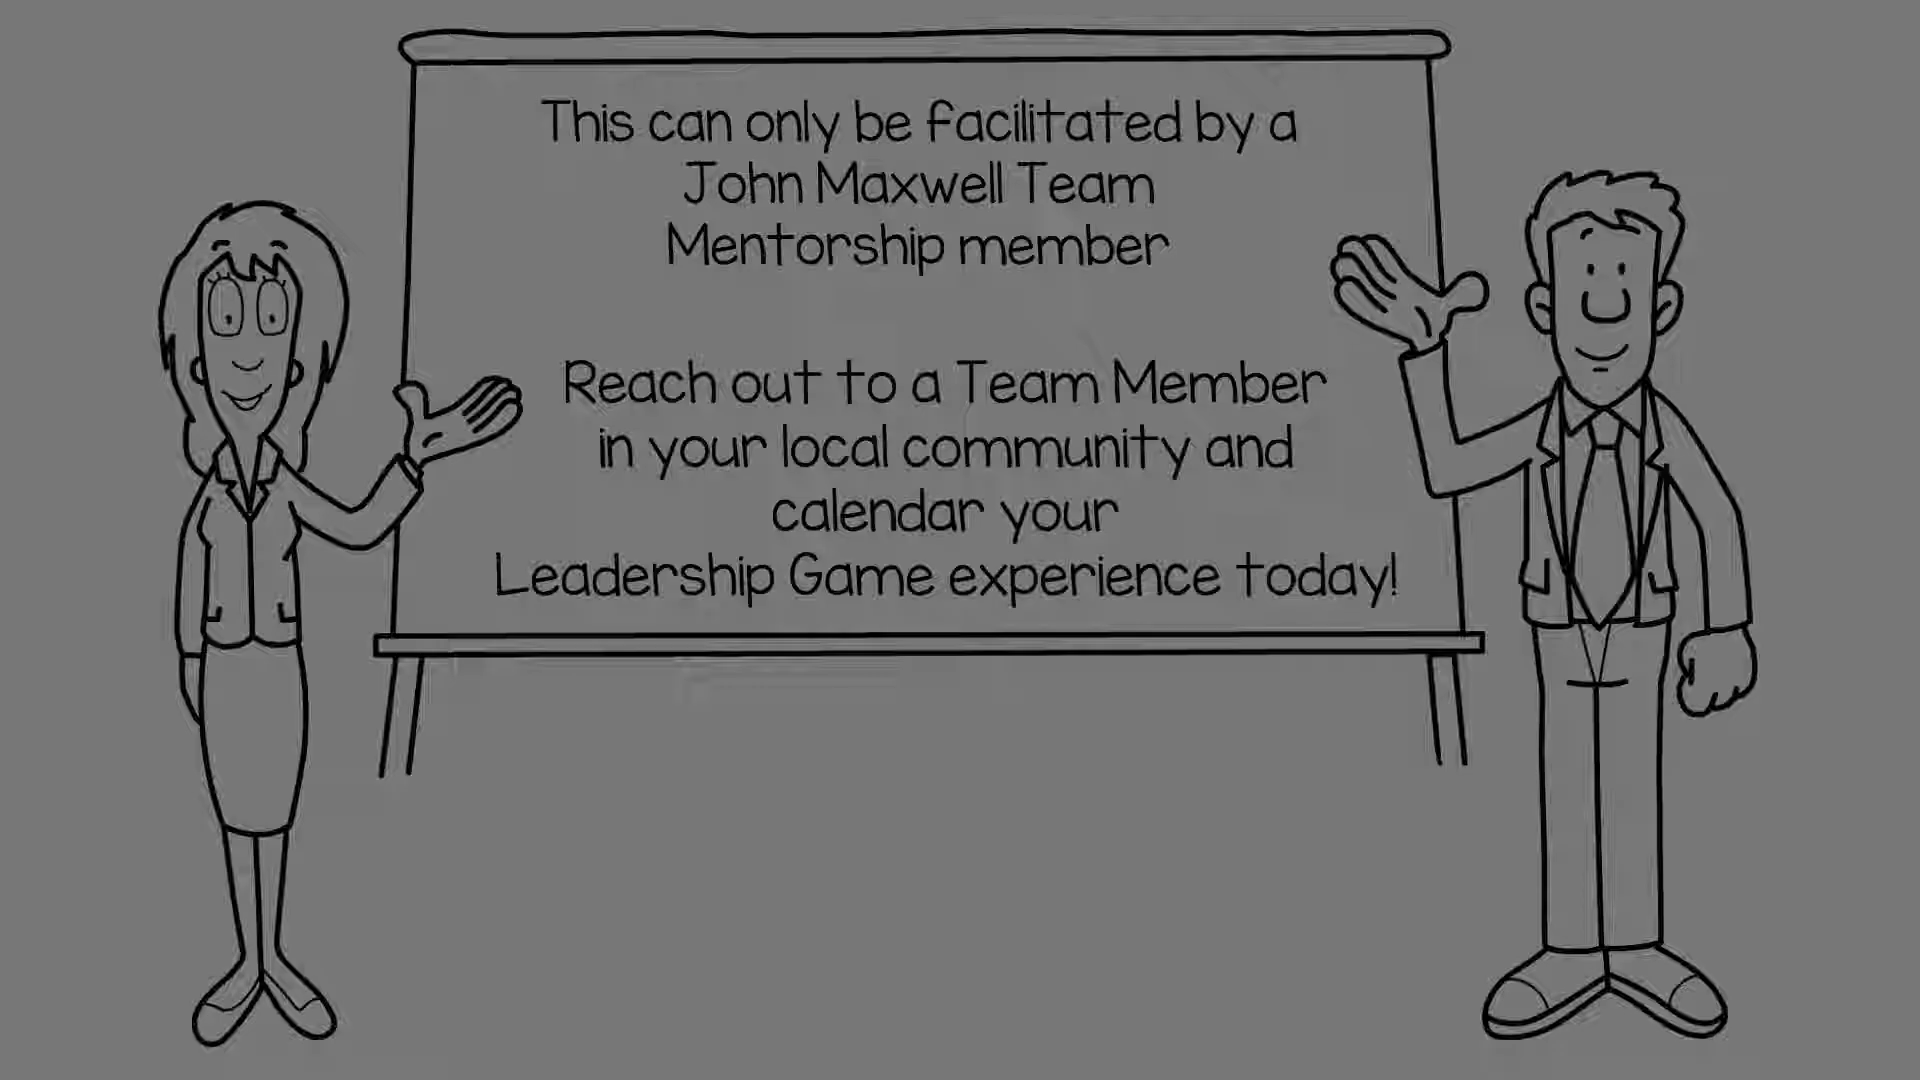 This can only be facilitated by a
John Maxwell Team
Mentorship member
Reach out to a Team Member
in your local community and
calendar your
Leadership Game experience today!